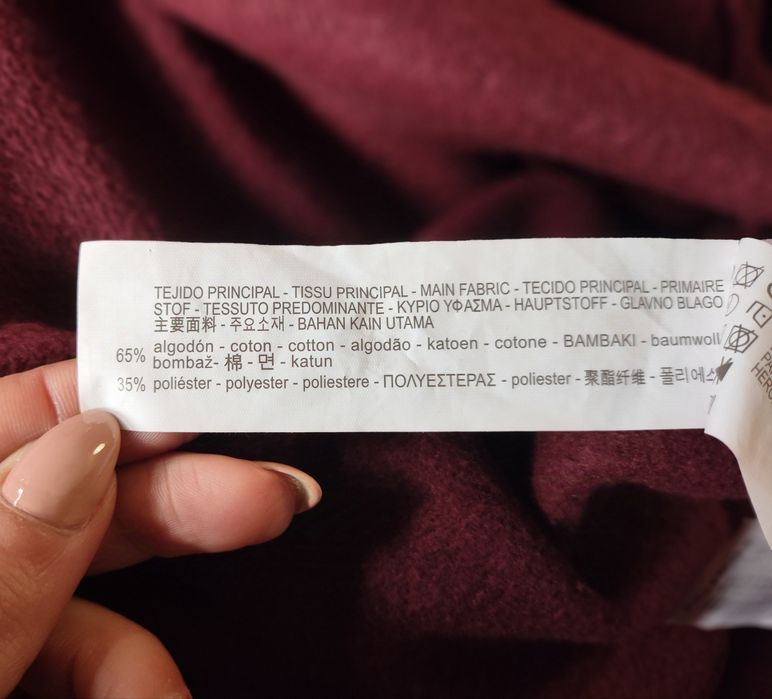 TEJIDO PRINCIPAL - TISSU PRINCIPAL - MAIN FABRIC - TECIDO PRINCIPAL - PRIMAIRE
STOF - TESSUTO PREDOMINANTE - ΚΥΡΙΟ ΥΦΑΣΜΑ - HAUPTSTOFF - GLAVNO BLAGO
主要面料 - 주요소재 - BAHAN KAIN UTAMA
65% algodón - coton - cotton - algodão - katoen - cotone - BAMBAKI - baumwoll
bombaž- 棉 - 면 - katun
35% poliéster - polyester - poliestere - ΠΟΛΥΕΣΤΕΡΑΣ - poliester - 聚酯纤维 - 폴리에스